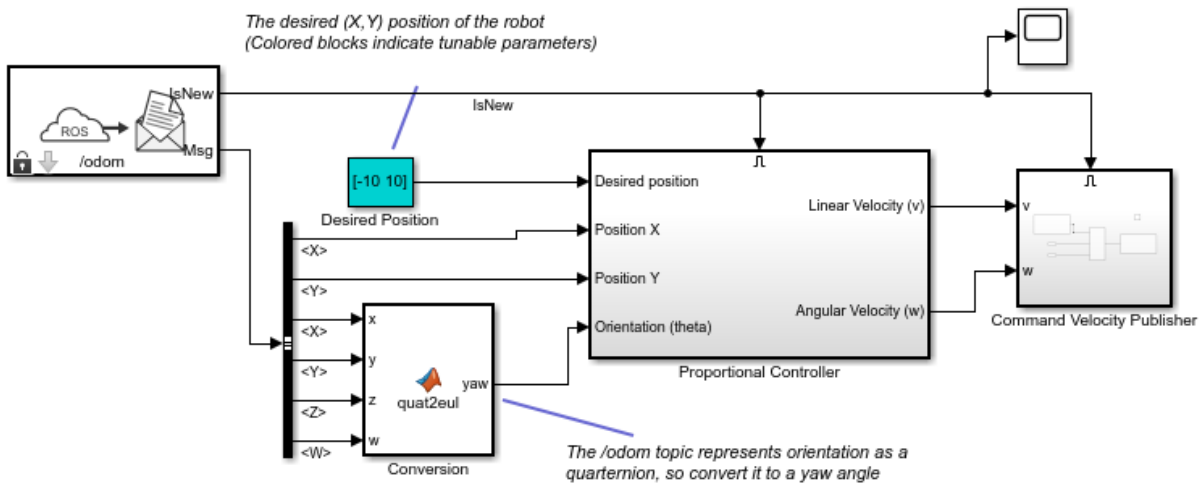 The desired (X,Y) position of the robot
(Colored blocks indicate tunable parameters)
IsNew
ROS
/odom
Msg
IsNew
[-10 10]
Desired Position
Desired position
Position X
Position Y
Orientation (theta)
Linear Velocity (v)
Angular Velocity (w)
Proportional Controller
v
w
Command Velocity Publisher
<X>
<Y>
<X>
<Y>
<Z>
<W>
x
y
z
w
yaw
quat2eul
Conversion
The /odom topic represents orientation as a
quarternion, so convert it to a yaw angle